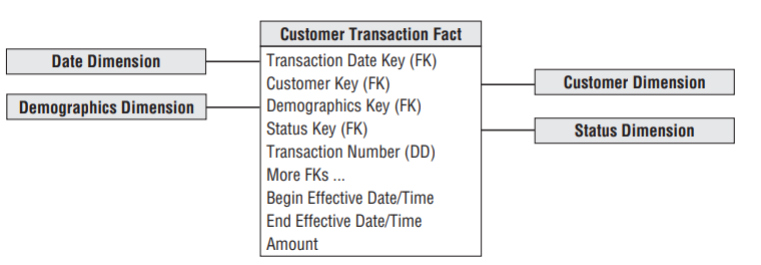 Customer Transaction Fact
Date Dimension
Transaction Date Key (FK)
Customer Key (FK)
Customer Dimension
Demographics Dimension
Demographics Key (FK)
Status Key (FK)
Status Dimension
Transaction Number (DD)
More FKs ...
Begin Effective Date/Time
End Effective Date/Time
Amount